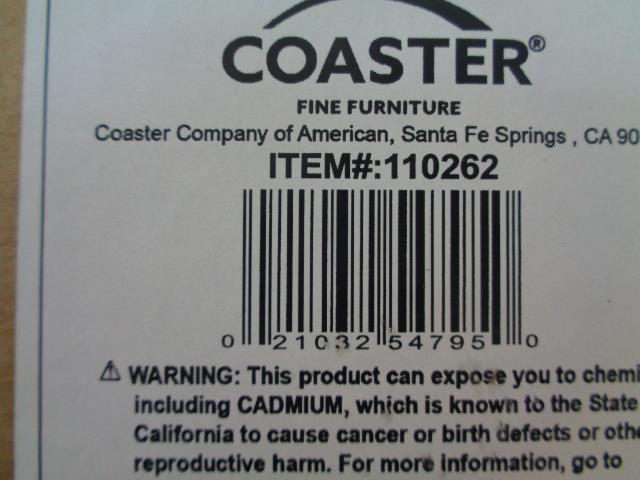 COASTER®
FINE FURNITURE
Coaster Company of American, Santa Fe Springs , CA
ITEM#:110262
0 21032 54795 0
⚠ WARNING: This product can expose you to
including CADMIUM, which is known to the State
California to cause cancer or birth defects or
reproductive harm. For more information, go to